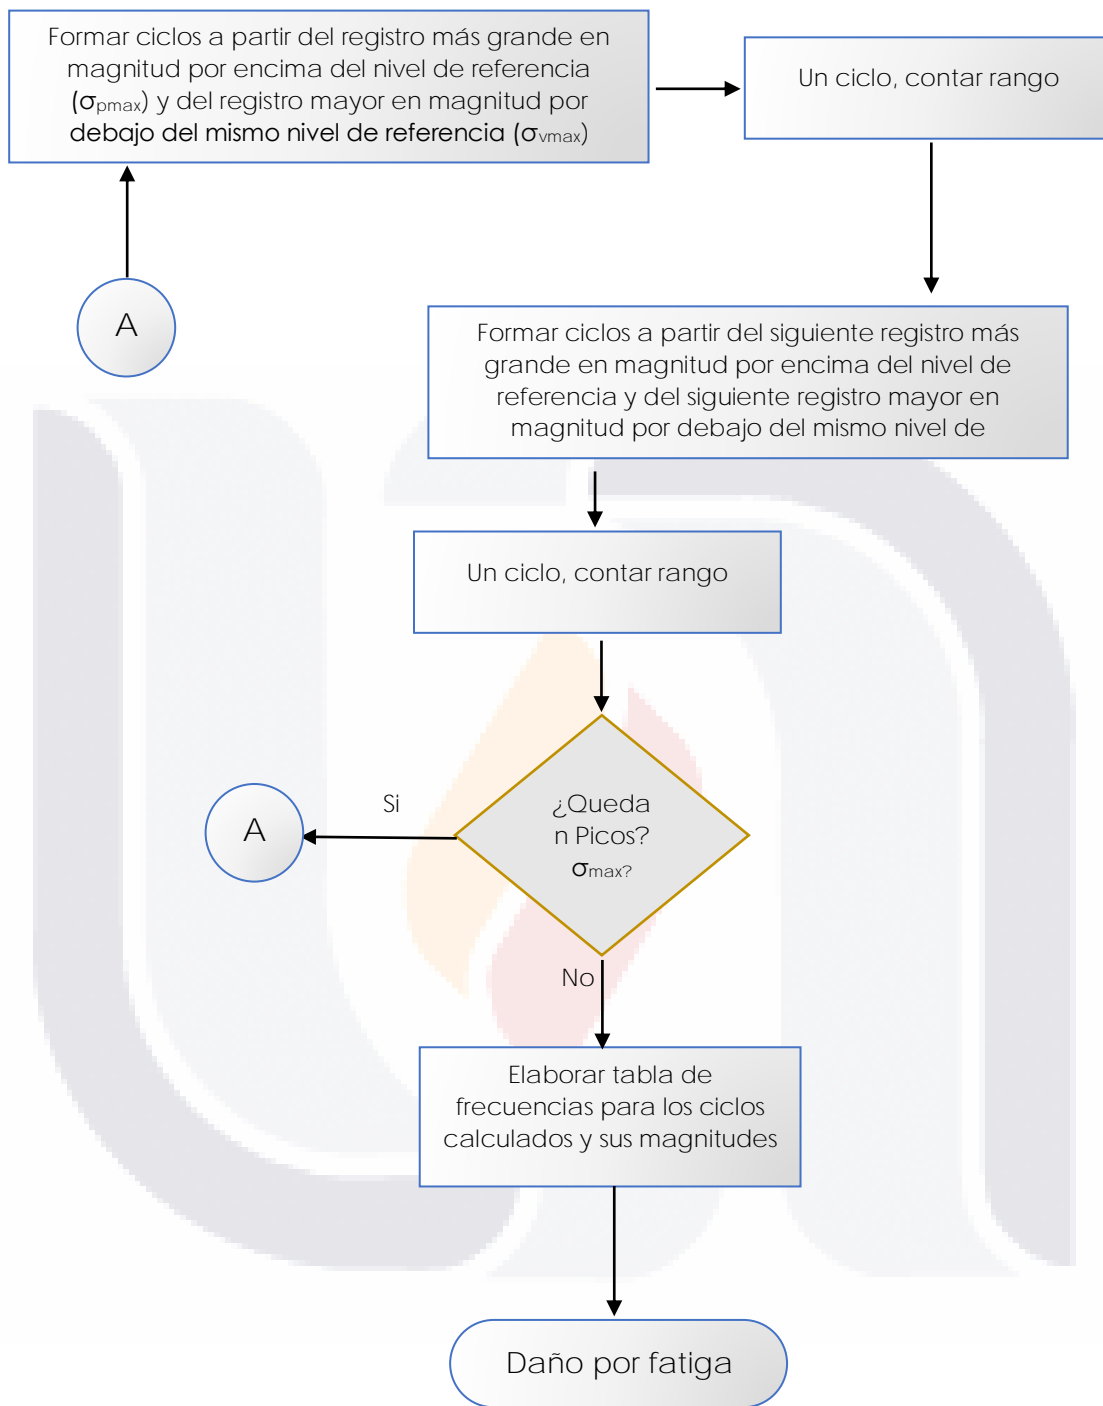 Formar ciclos a partir del registro más grande en
magnitud por encima del nivel de referencia
(σpmax) y del registro mayor en magnitud por
debajo del mismo nivel de referencia (σvmax)
Un ciclo, contar rango
A
Formar ciclos a partir del siguiente registro más
grande en magnitud por encima del nivel de
referencia y del siguiente registro mayor en
magnitud por debajo del mismo nivel de
Un ciclo, contar rango
Si
A
¿Queda
n Picos?
σmax?
No
Elaborar tabla de
frecuencias para los ciclos
calculados y sus magnitudes
Daño por fatiga